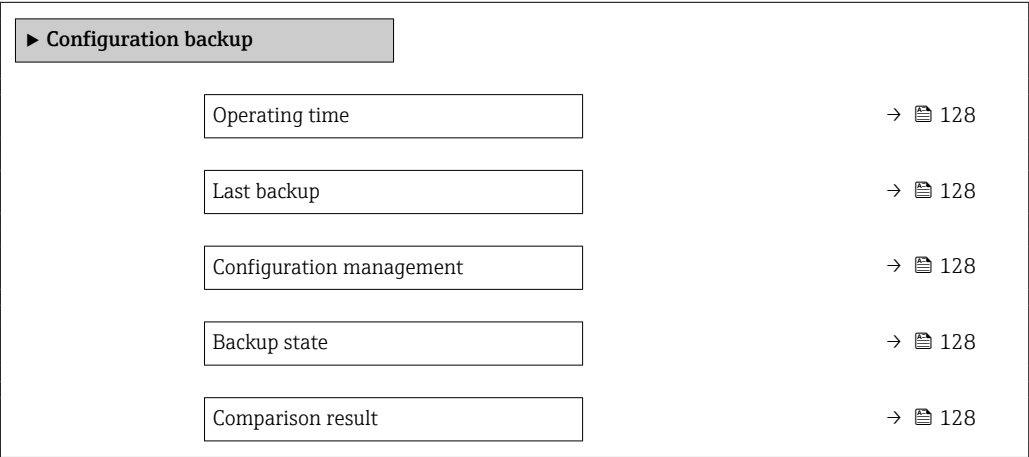 ► Configuration backup
Operating time → 🖹 128
Last backup → 🖹 128
Configuration management → 🖹 128
Backup state → 🖹 128
Comparison result → 🖹 128